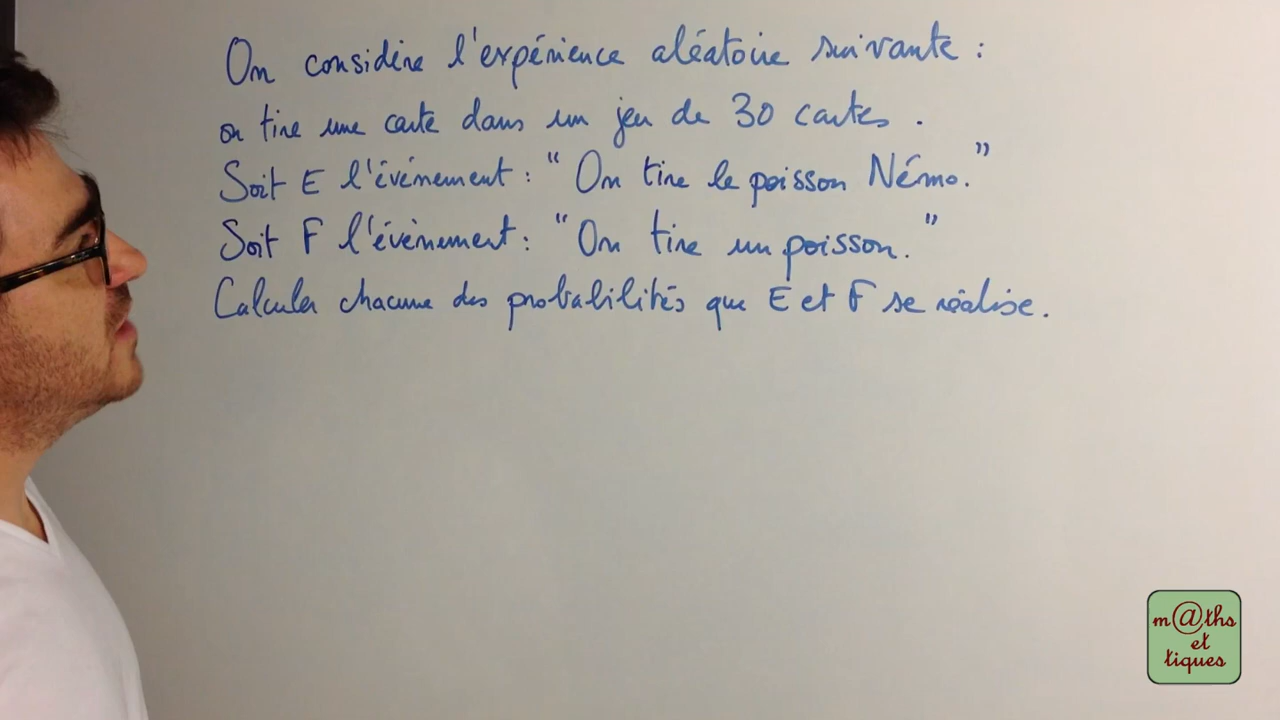 On considère l'expérience aléatoire suivante :
on tire une carte dans un jeu de 30 cartes .
Soit E l'événement : “ On tire le poisson Némo. ”
Soit F l'évènement : “ On tire un poisson. ”
Calculer chacune des probabilités que E et F se réalise .
m@ths
et
tiques